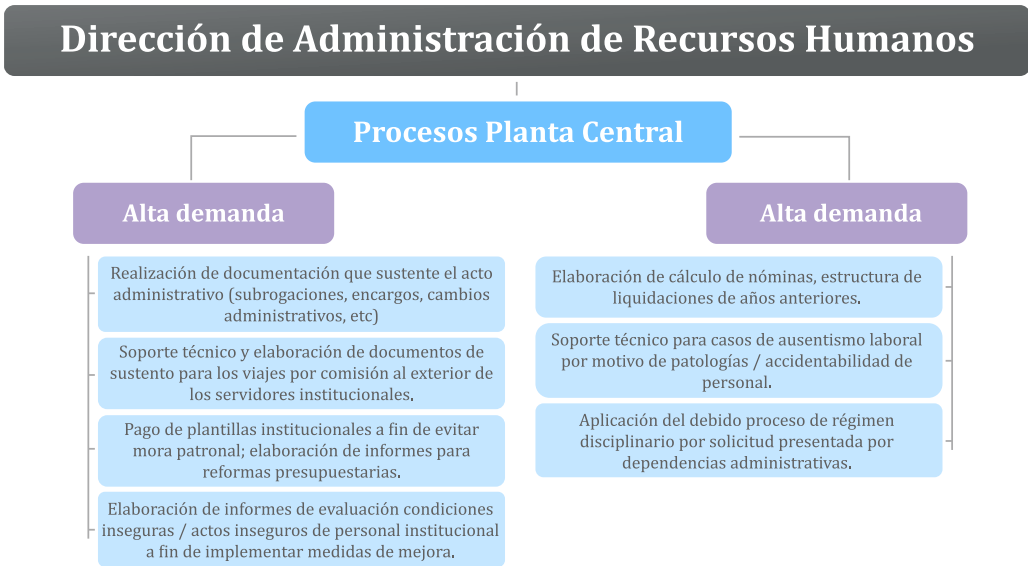 Dirección de Administración de Recursos Humanos
Procesos Planta Central
Alta demanda
Realización de documentación que sustente el acto
administrativo (subrogaciones, encargos, cambios
administrativos, etc)
Soporte técnico y elaboración de documentos de
sustento para los viajes por comisión al exterior de
los servidores institucionales.
Pago de plantillas institucionales a fin de evitar
mora patronal; elaboración de informes para
reformas presupuestarias.
Elaboración de informes de evaluación condiciones
inseguras / actos inseguros de personal institucional
a fin de implementar medidas de mejora.
Alta demanda
Elaboración de cálculo de nóminas, estructura de
liquidaciones de años anteriores.
Soporte técnico para casos de ausentismo laboral
por motivo de patologías / accidentabilidad de
personal.
Aplicación del debido proceso de régimen
disciplinario por solicitud presentada por
dependencias administrativas.